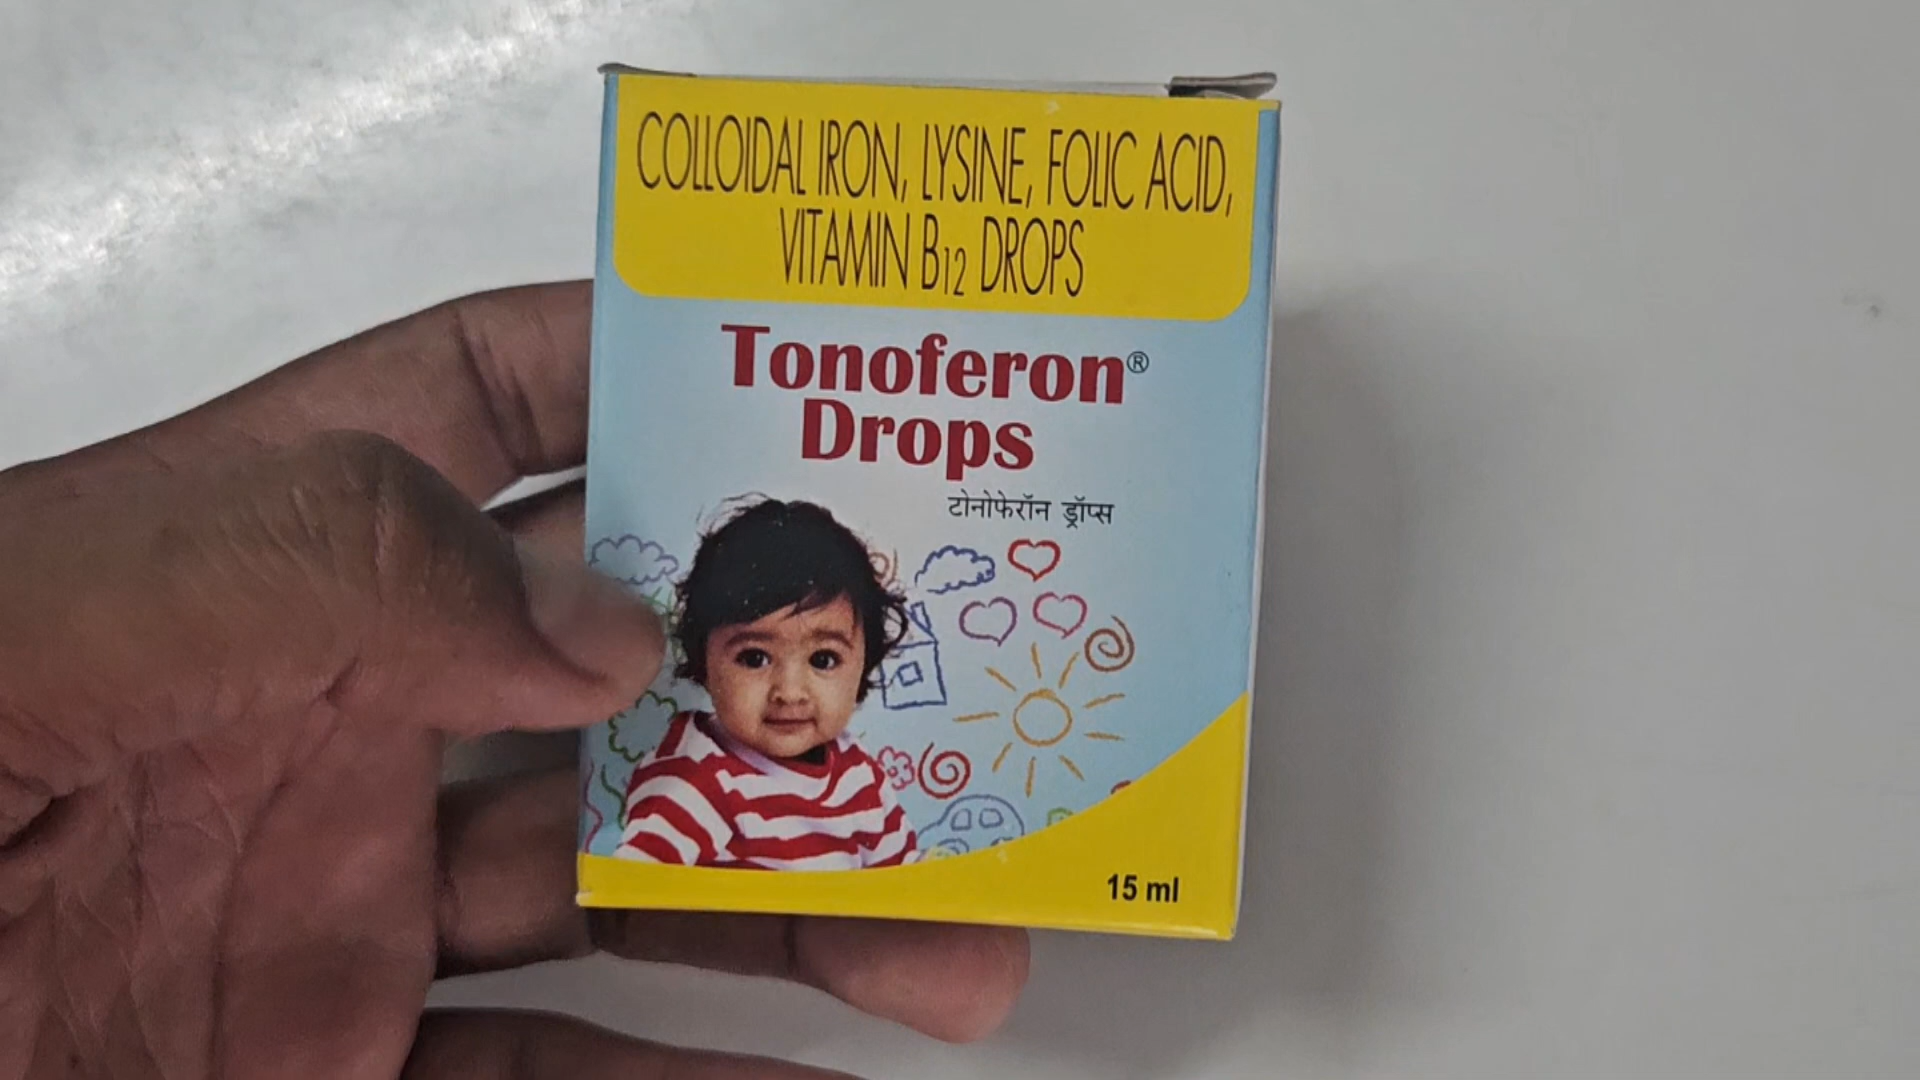 COLLOIDAL IRON, LYSINE, FOLIC ACID,
VITAMIN B12 DROPS
Tonoferon®
Drops
टोनोफेरॉन ड्रॉप्स
15 ml